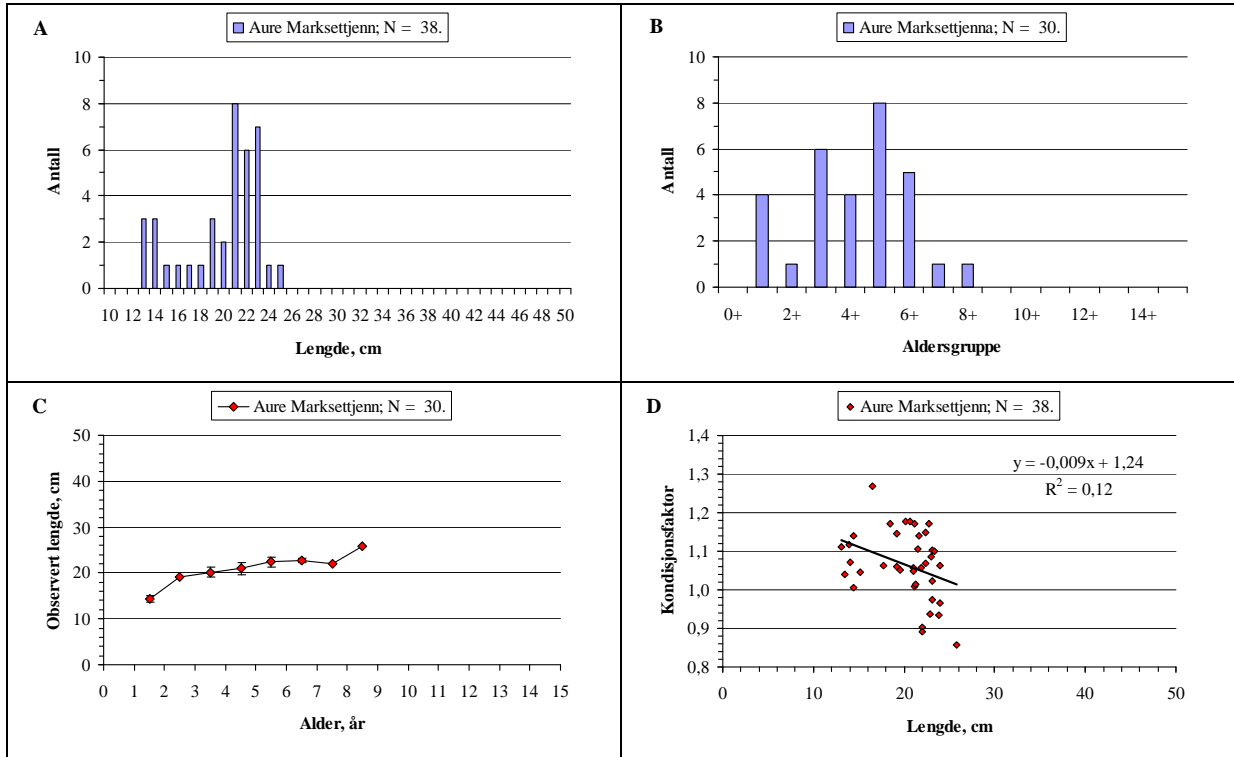 A
Aure Marksettjenn; N = 38.
10
8
6
4
2
0
Antall
10 12 14 16 18 20 22 24 26 28 30 32 34 36 38 40 42 44 46 48 50
Lengde, cm
B
Aure Marksettjenna; N = 30.
10
8
6
4
2
0
Antall
0+ 2+ 4+ 6+ 8+ 10+ 12+ 14+
Aldersgruppe
C
Aure Marksettjenn; N = 30.
50
40
30
20
10
0
Observert lengde, cm
0 1 2 3 4 5 6 7 8 9 10 11 12 13 14 15
Alder, år
D
Aure Marksettjenn; N = 38.
1,4
1,3
1,2
1,1
1,0
0,9
0,8
Kondisjonsfaktor
y = -0,009x + 1,24
R² = 0,12
0 10 20 30 40 50
Lengde, cm